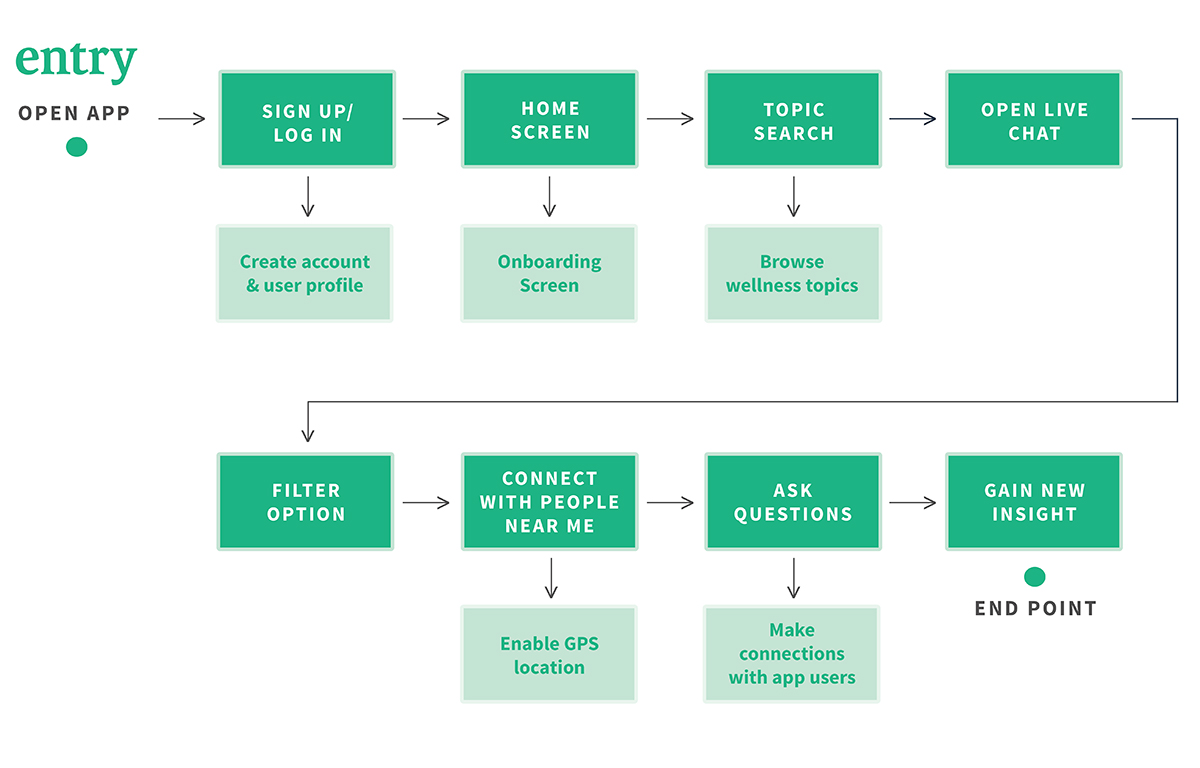 entry
OPEN APP
SIGN UP/
LOG IN
HOME
SCREEN
TOPIC
SEARCH
OPEN LIVE
CHAT
Create account
& user profile
Onboarding
Screen
Browse
wellness topics
FILTER
OPTION
CONNECT
WITH PEOPLE
NEAR ME
ASK
QUESTIONS
GAIN NEW
INSIGHT
END POINT
Enable GPS
location
Make
connections
with app users